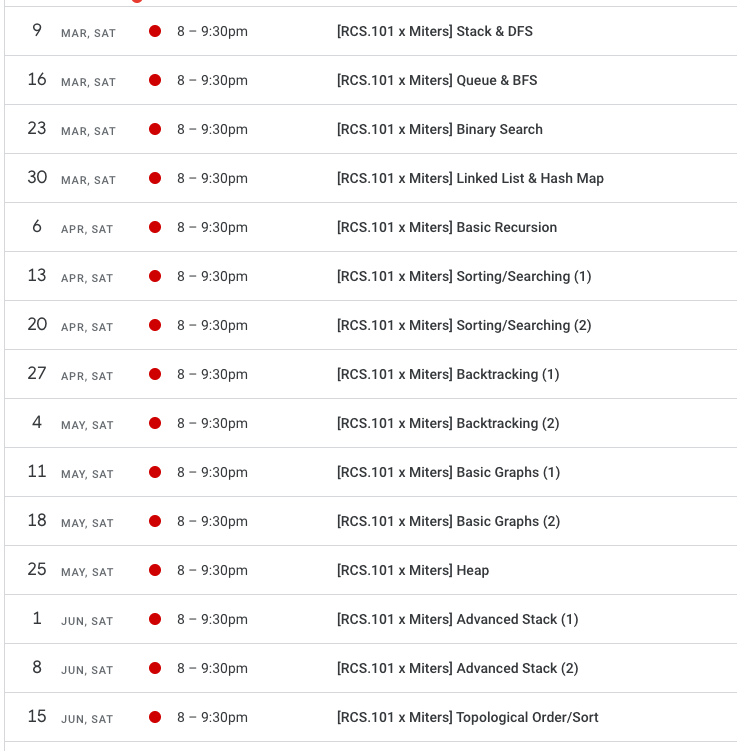 9 MAR, SAT 8 – 9:30pm [RCS.101 x Miters] Stack & DFS
16 MAR, SAT 8 – 9:30pm [RCS.101 x Miters] Queue & BFS
23 MAR, SAT 8 – 9:30pm [RCS.101 x Miters] Binary Search
30 MAR, SAT 8 – 9:30pm [RCS.101 x Miters] Linked List & Hash Map
6 APR, SAT 8 – 9:30pm [RCS.101 x Miters] Basic Recursion
13 APR, SAT 8 – 9:30pm [RCS.101 x Miters] Sorting/Searching (1)
20 APR, SAT 8 – 9:30pm [RCS.101 x Miters] Sorting/Searching (2)
27 APR, SAT 8 – 9:30pm [RCS.101 x Miters] Backtracking (1)
4 MAY, SAT 8 – 9:30pm [RCS.101 x Miters] Backtracking (2)
11 MAY, SAT 8 – 9:30pm [RCS.101 x Miters] Basic Graphs (1)
18 MAY, SAT 8 – 9:30pm [RCS.101 x Miters] Basic Graphs (2)
25 MAY, SAT 8 – 9:30pm [RCS.101 x Miters] Heap
1 JUN, SAT 8 – 9:30pm [RCS.101 x Miters] Advanced Stack (1)
8 JUN, SAT 8 – 9:30pm [RCS.101 x Miters] Advanced Stack (2)
15 JUN, SAT 8 – 9:30pm [RCS.101 x Miters] Topological Order/Sort